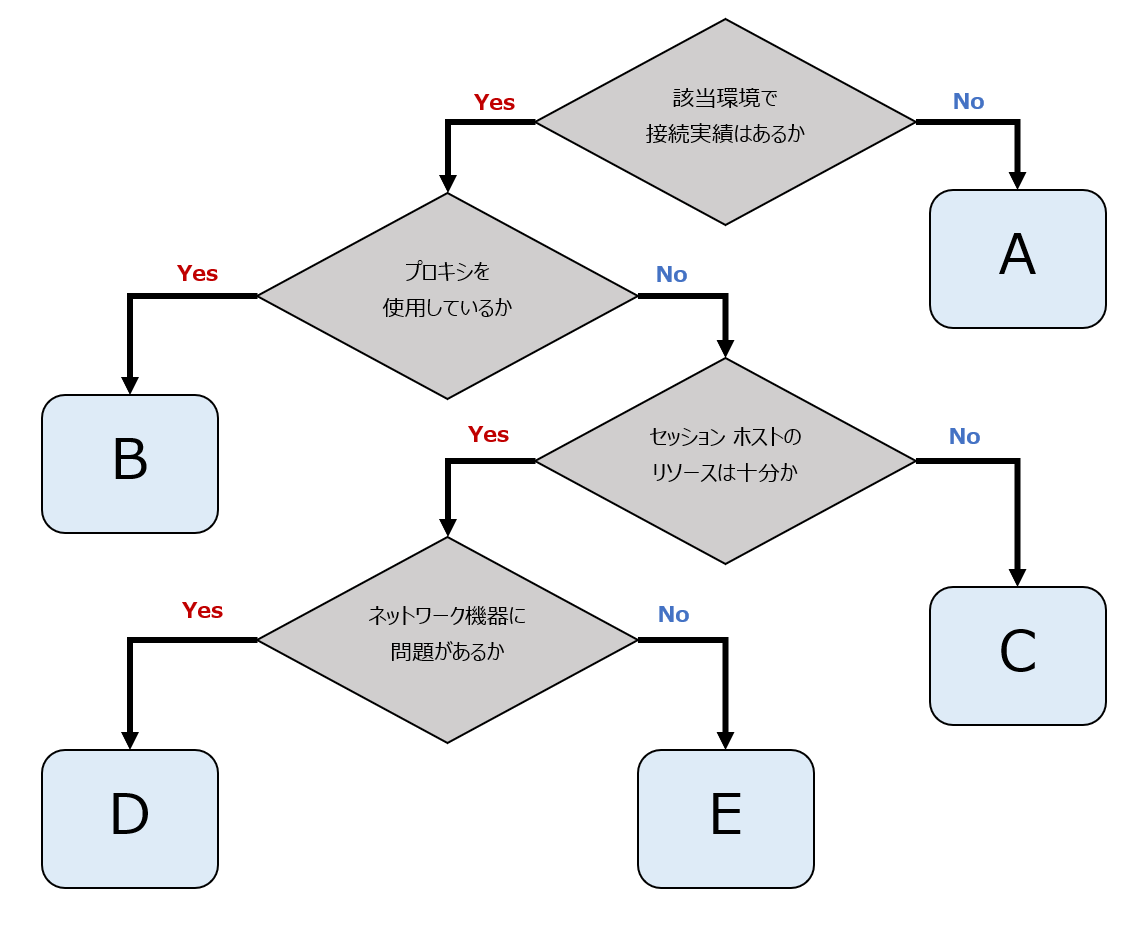 該当環境で
接続実績はあるか
Yes
No
A
プロキシを
使用しているか
Yes
No
B
セッション ホストの
リソースは十分か
Yes
No
C
ネットワーク機器に
問題があるか
Yes
No
D
E